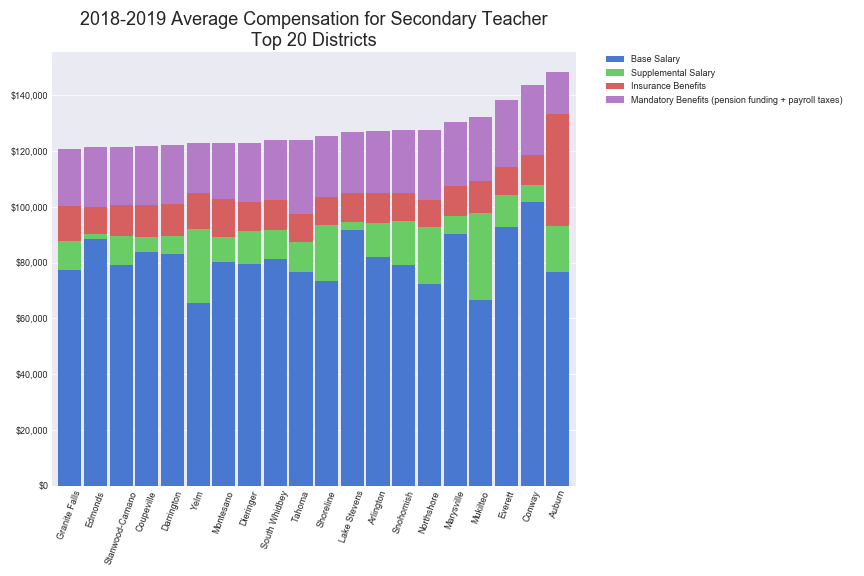 2018-2019 Average Compensation for Secondary Teacher
Top 20 Districts
Base Salary
Supplemental Salary
Insurance Benefits
Mandatory Benefits (pension funding + payroll taxes)
$140,000
$120,000
$100,000
$80,000
$60,000
$40,000
$20,000
$0
Granite Falls
Edmonds
Stanwood-Camano
Coupeville
Darrington
Yelm
Montesano
Dieringer
South Whidbey
Tahoma
Shoreline
Lake Stevens
Arlington
Snohomish
Northshore
Marysville
Mukilteo
Everett
Conway
Auburn